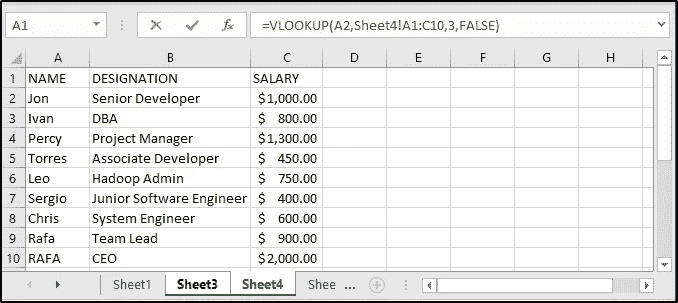 A1 fx =VLOOKUP(A2,Sheet4!A1:C10,3,FALSE)
A B C D E F G H
1 NAME DESIGNATION SALARY
2 Jon Senior Developer $1,000.00
3 Ivan DBA $ 800.00
4 Percy Project Manager $1,300.00
5 Torres Associate Developer $ 450.00
6 Leo Hadoop Admin $ 750.00
7 Sergio Junior Software Engineer $ 400.00
8 Chris System Engineer $ 600.00
9 Rafa Team Lead $ 900.00
10 RAFA CEO $2,000.00
Sheet1 Sheet3 Sheet4 Shee ...